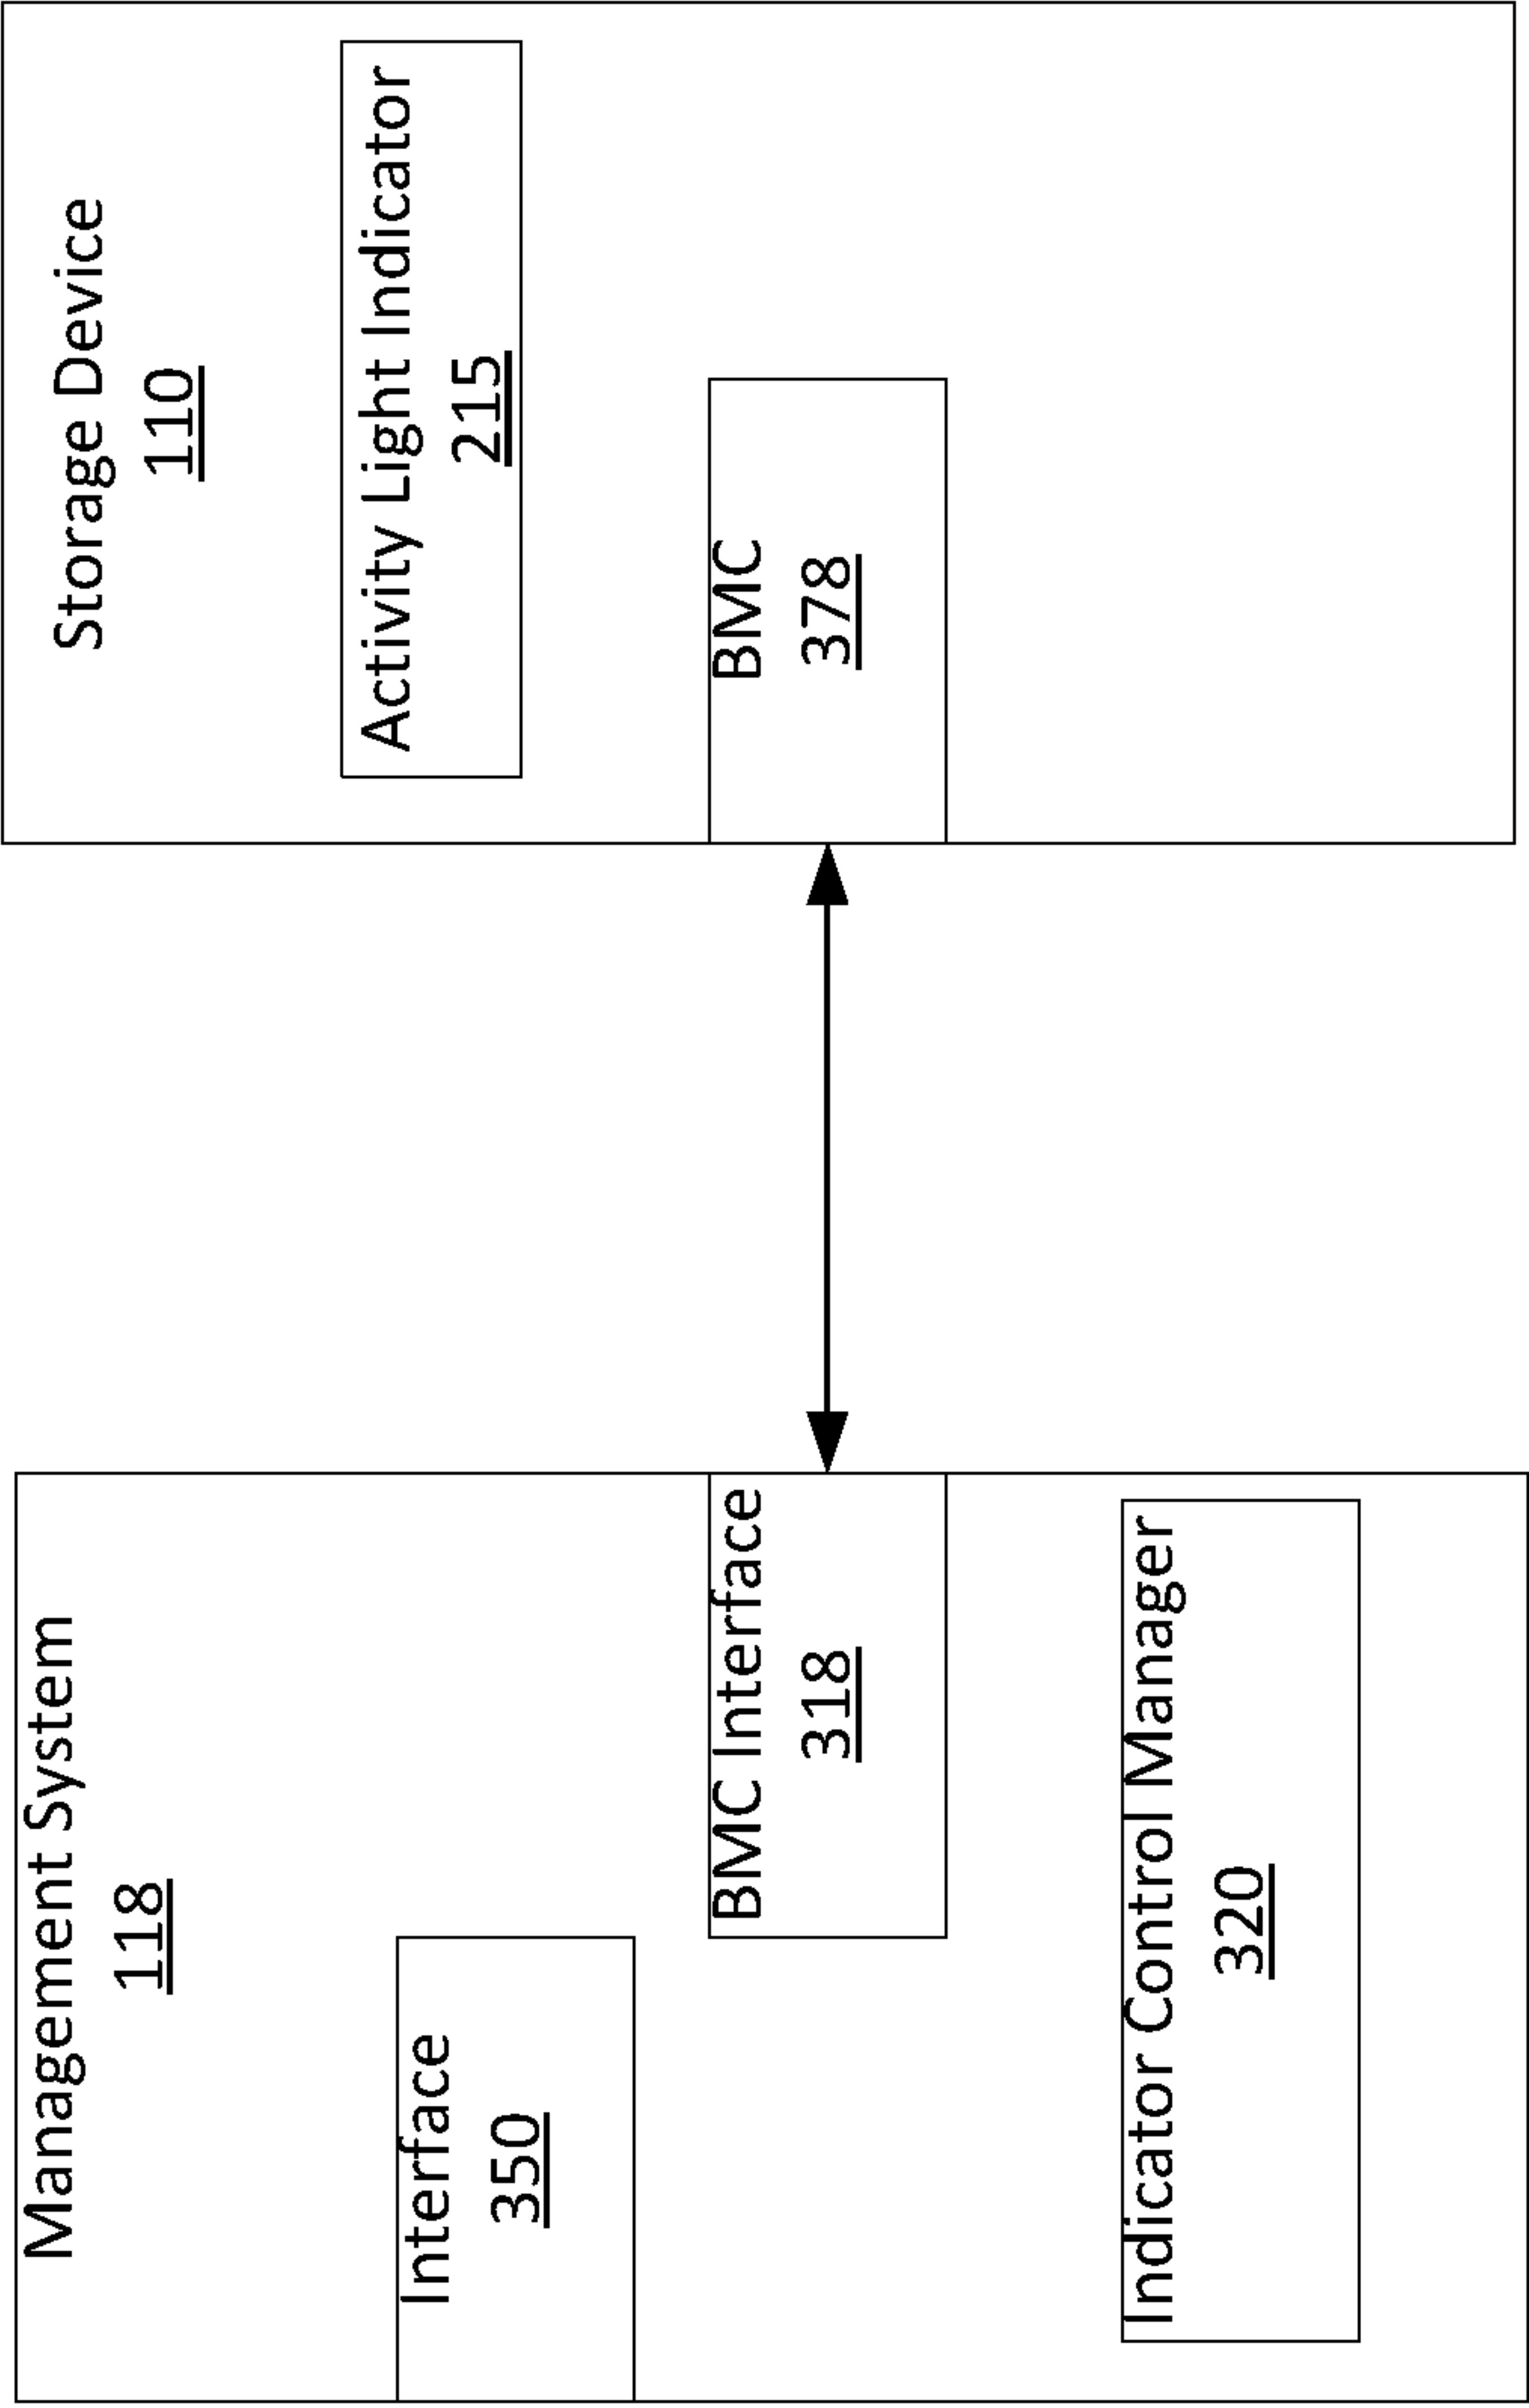 Management System
118
Interface
350
BMC Interface
318
Indicator Control Manager
320
Storage Device
110
Activity Light Indicator
215
BMC
378